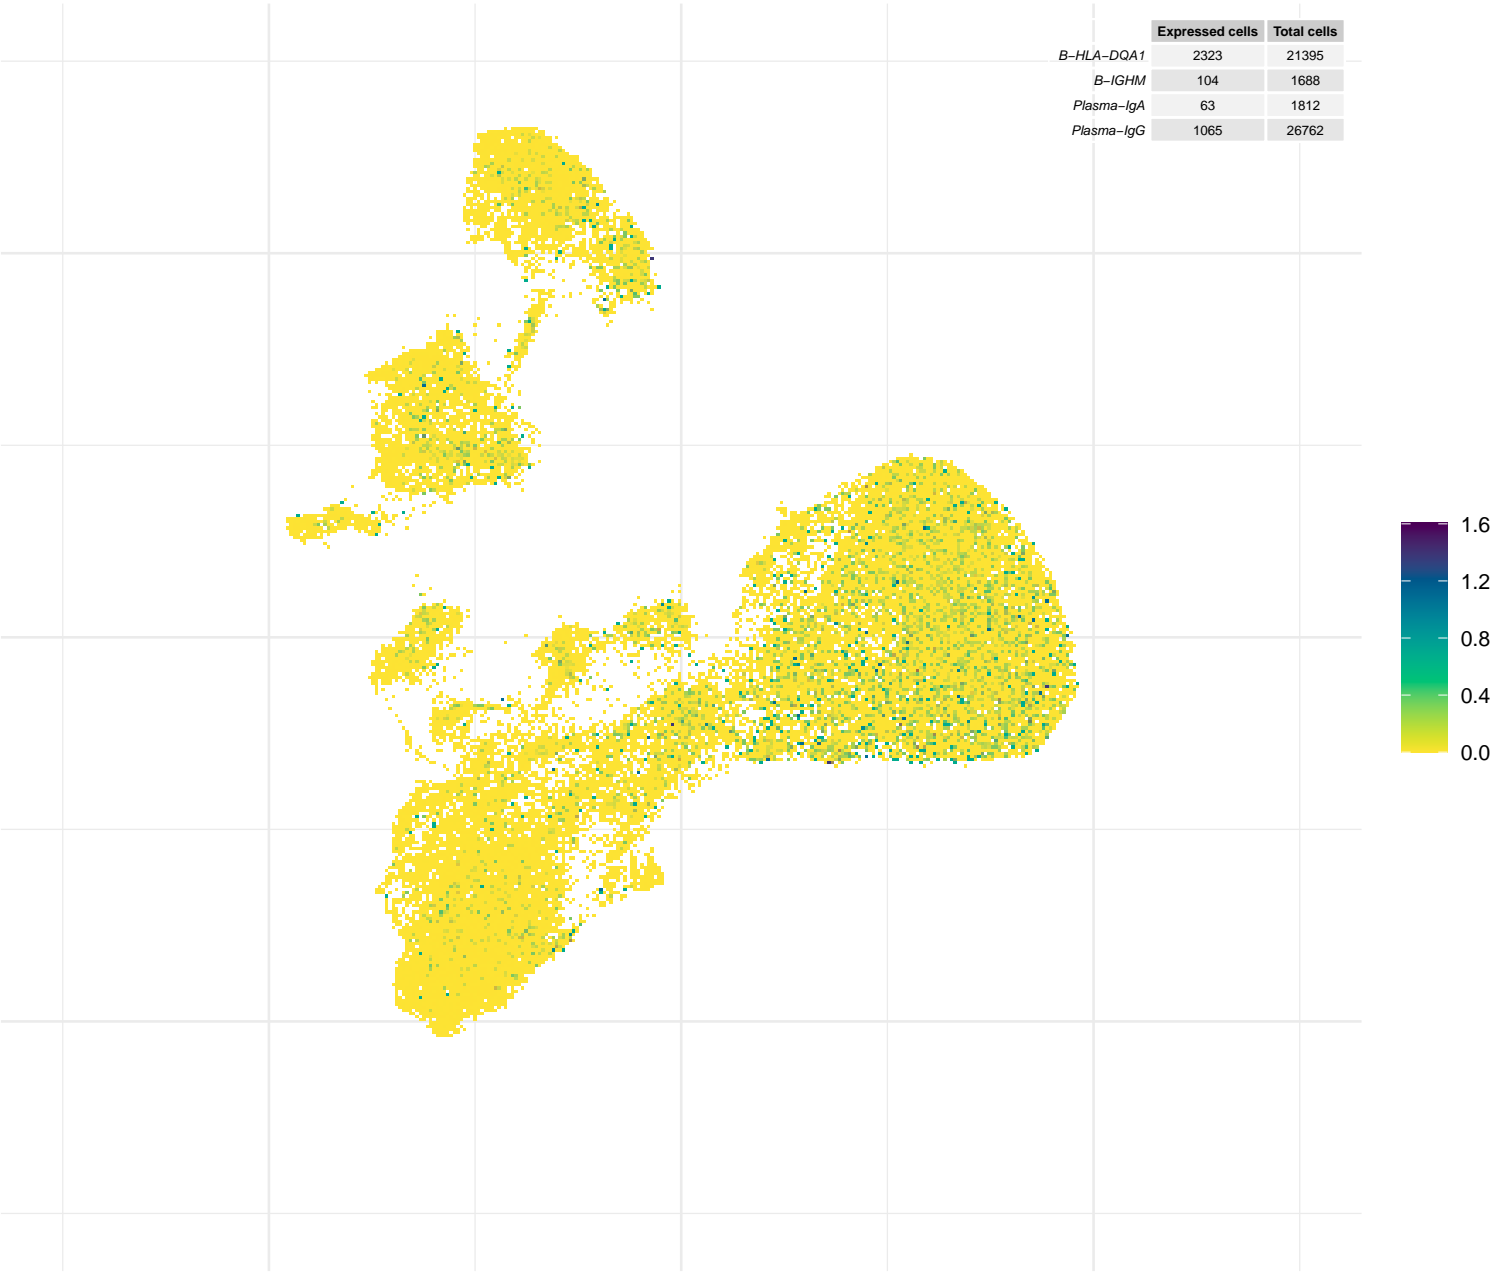 Expressed cells Total cells
B−HLA−DQA1 2323 21395
B−IGHM 104 1688
Plasma−IgA 63 1812
Plasma−IgG 1065 26762
1.6
1.2
0.8
0.4
0.0